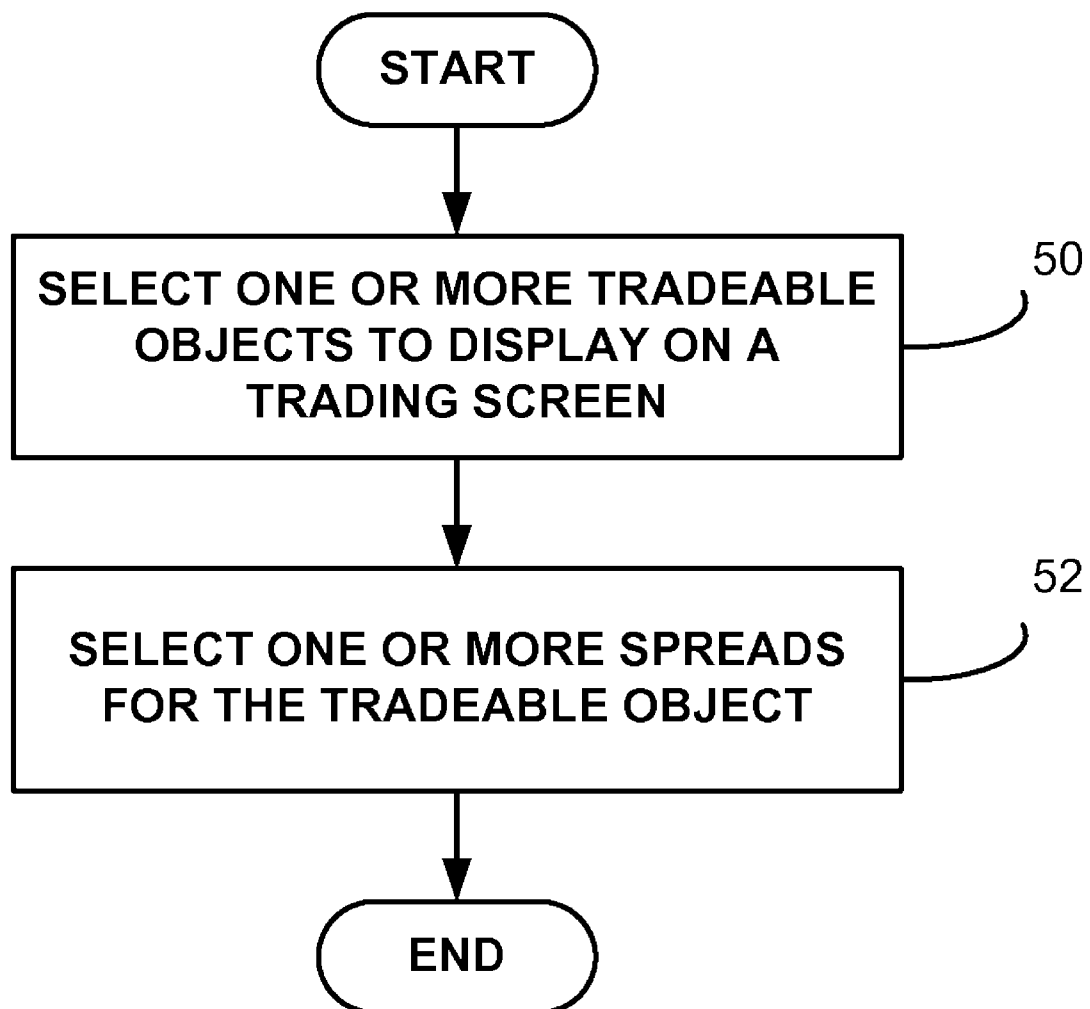 START
SELECT ONE OR MORE TRADEABLE
OBJECTS TO DISPLAY ON A
TRADING SCREEN
50
SELECT ONE OR MORE SPREADS
FOR THE TRADEABLE OBJECT
52
END